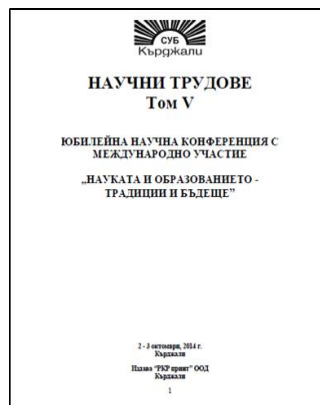 СУБ
Кърджали
НАУЧНИ ТРУДОВЕ
Том V
ЮБИЛЕЙНА НАУЧНА КОНФЕРЕНЦИЯ С
МЕЖДУНАРОДНО УЧАСТИЕ
„НАУКАТА И ОБРАЗОВАНИЕТО -
ТРАДИЦИИ И БЪДЕЩЕ”
2 - 3 октомври, 2014 г.
Кърджали
Издава "РКР принт" ООД
Кърджали
1